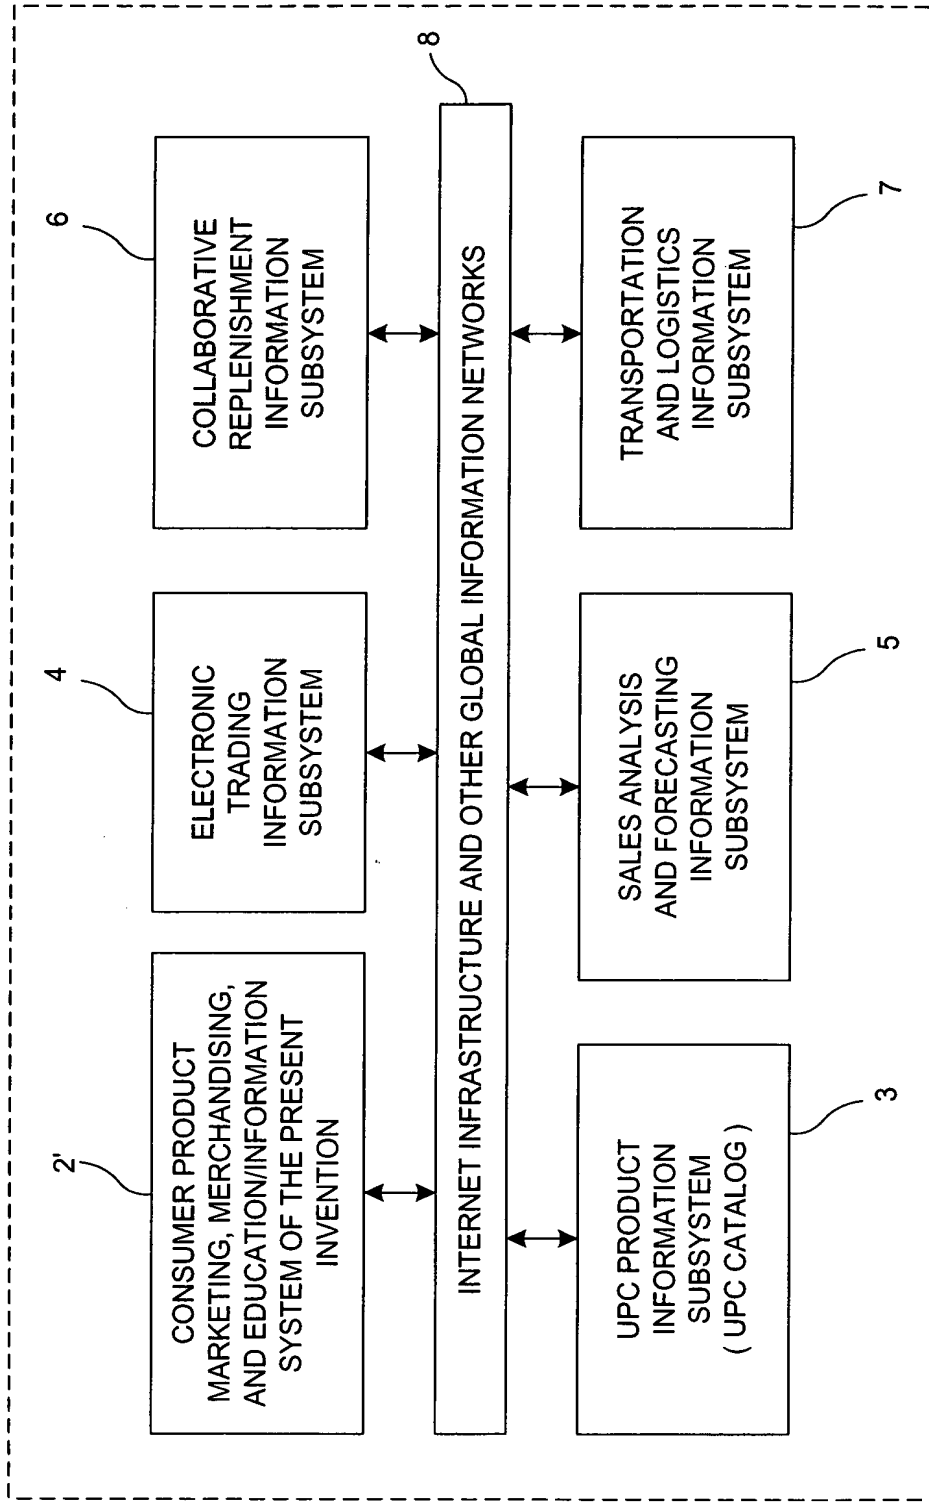 2'
CONSUMER PRODUCT
MARKETING, MERCHANDISING,
AND EDUCATION/INFORMATION
SYSTEM OF THE PRESENT
INVENTION
4
ELECTRONIC
TRADING
INFORMATION
SUBSYSTEM
6
COLLABORATIVE
REPLENISHMENT
INFORMATION
SUBSYSTEM
8
INTERNET INFRASTRUCTURE AND OTHER GLOBAL INFORMATION NETWORKS
UPC PRODUCT
INFORMATION
SUBSYSTEM
( UPC CATALOG )
3
SALES ANALYSIS
AND FORECASTING
INFORMATION
SUBSYSTEM
5
TRANSPORTATION
AND LOGISTICS
INFORMATION
SUBSYSTEM
7